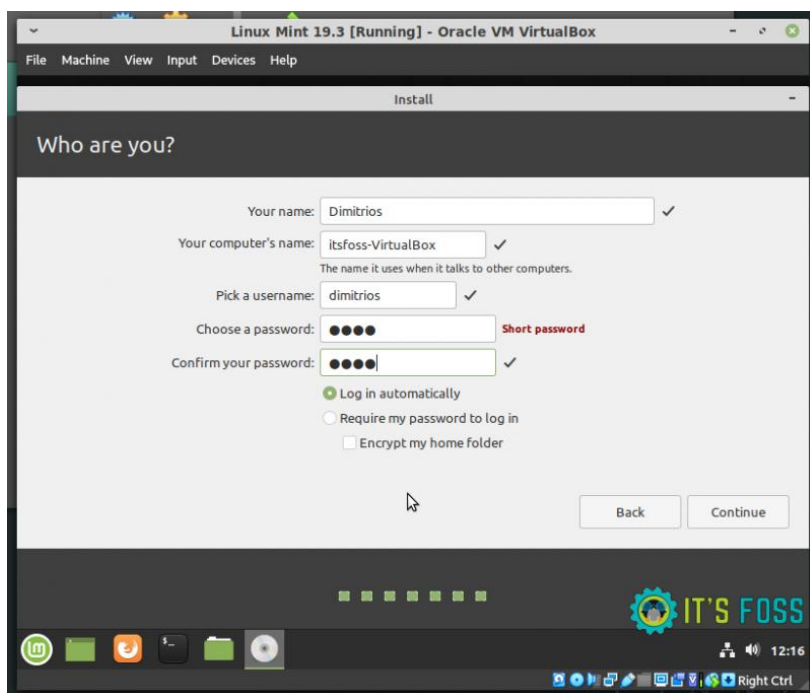 Linux Mint 19.3 [Running] - Oracle VM VirtualBox
File Machine View Input Devices Help
Install
Who are you?
Your name: Dimitrios
Your computer's name: itsfoss-VirtualBox
The name it uses when it talks to other computers.
Pick a username: dimitrios
Choose a password: ●●●● Short password
Confirm your password: ●●●●
Log in automatically
Require my password to log in
Encrypt my home folder
Back Continue
IT'S FOSS
12:16
Right Ctrl